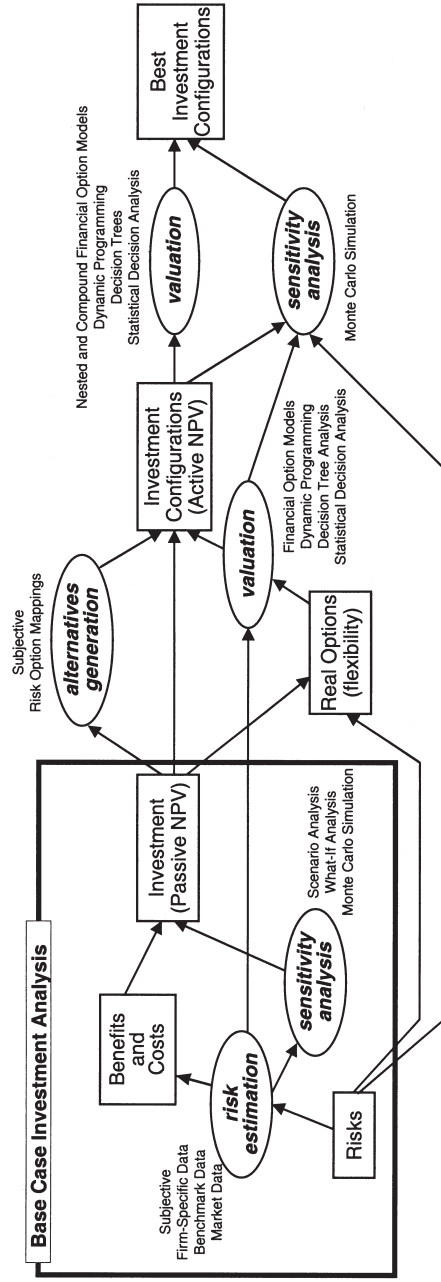 Base Case Investment Analysis
Subjective
Firm-Specific Data
Benchmark Data
Market Data
risk
estimation
Risks
Benefits
and
Costs
sensitivity
analysis
Scenario Analysis
What-If Analysis
Monte Carlo Simulation
Investment
(Passive NPV)
Subjective
Risk Option Mappings
alternatives
generation
Real Options
(flexibility)
valuation
Financial Option Models
Dynamic Programming
Decision Tree Analysis
Statistical Decision Analysis
Investment
Configurations
(Active NPV)
Nested and Compound Financial Option Models
Dynamic Programming
Decision Trees
Statistical Decision Analysis
valuation
sensitivity
analysis
Monte Carlo Simulation
Best
Investment
Configurations